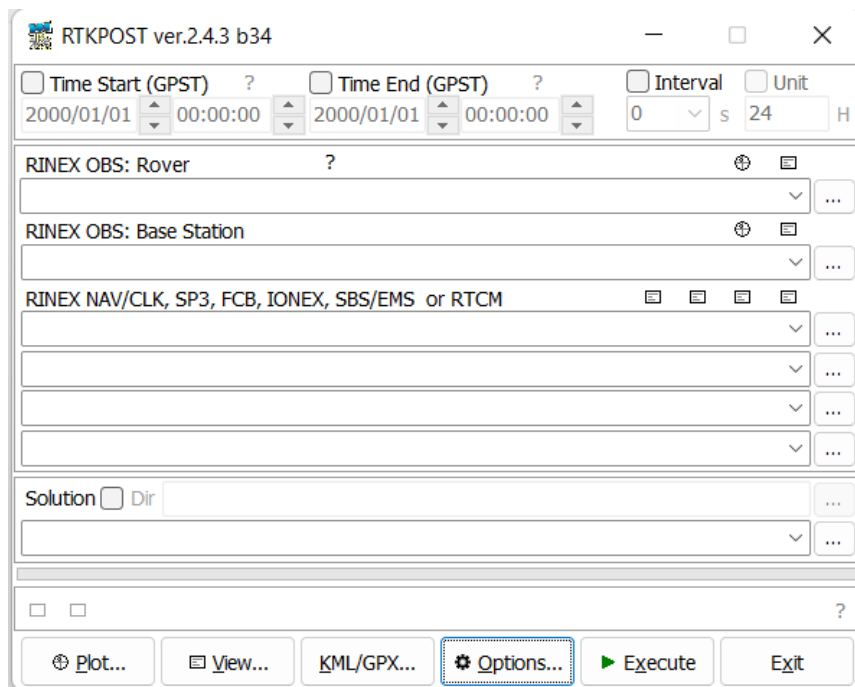 RTKPOST ver.2.4.3 b34
Time Start (GPST) ? Time End (GPST) ? Interval Unit
2000/01/01 00:00:00 2000/01/01 00:00:00 0 s 24 H
RINEX OBS: Rover ?
...
RINEX OBS: Base Station
...
RINEX NAV/CLK, SP3, FCB, IONEX, SBS/EMS or RTCM
...
...
...
...
Solution Dir ...
...
?
Plot... View... KML/GPX... Options... Execute Exit